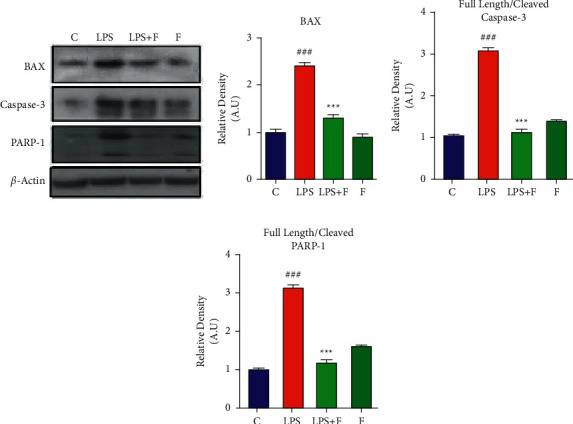 C LPS LPS+F F
BAX
Caspase-3
PARP-1
β-Actin
BAX
Relative Density
(A.U)
3
2
1
0
###
***
C LPS LPS+F F
Full Length/Cleaved
Caspase-3
Relative Density
(A.U)
4
3
2
1
0
###
***
C LPS LPS+F F
Full Length/Cleaved
PARP-1
Relative Density
(A.U)
4
3
2
1
0
###
***
C LPS LPS+F F